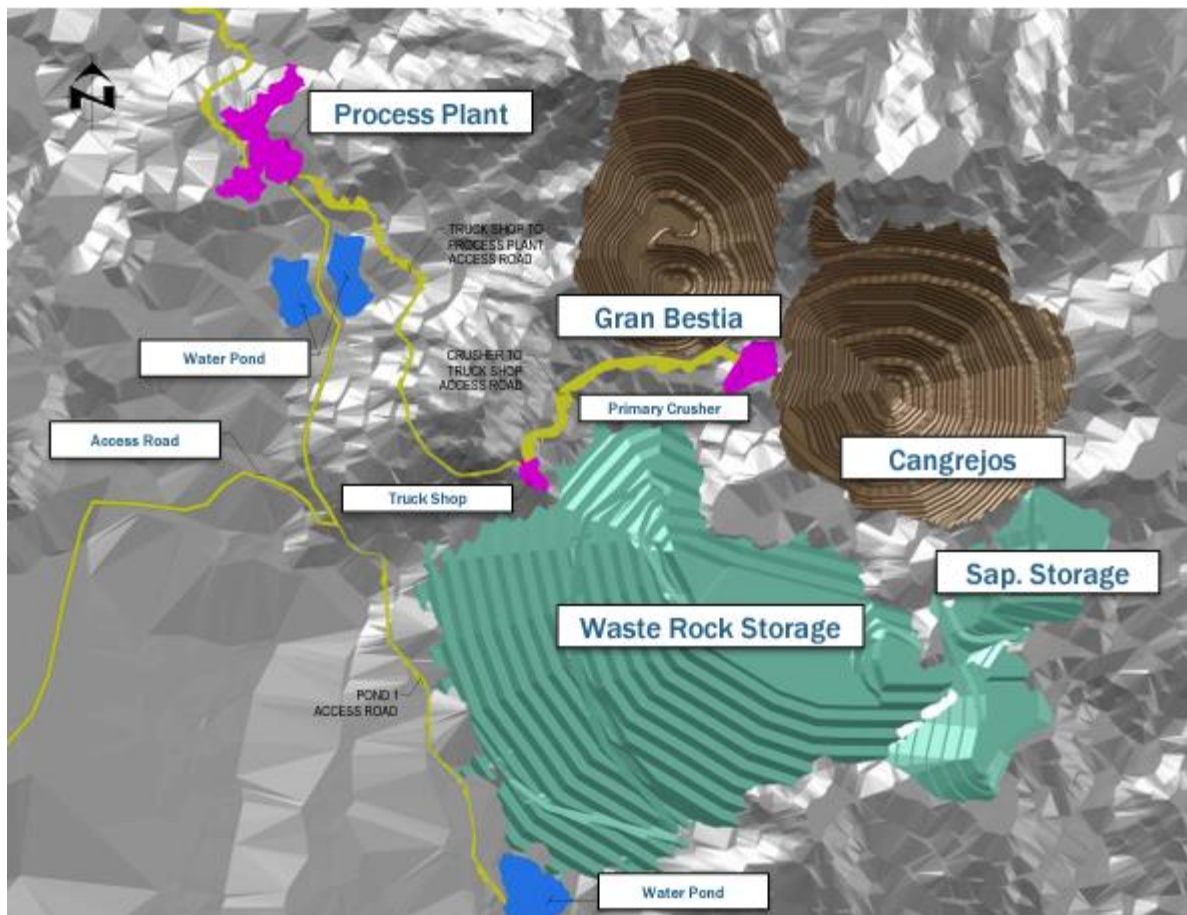 N
Process Plant
TRUCK SHOP TO
PROCESS PLANT
ACCESS ROAD
Gran Bestia
Water Pond
CRUSHER TO
TRUCK SHOP
ACCESS ROAD
Primary Crusher
Access Road
Cangrejos
Truck Shop
Sap. Storage
Waste Rock Storage
POND 1
ACCESS ROAD
Water Pond